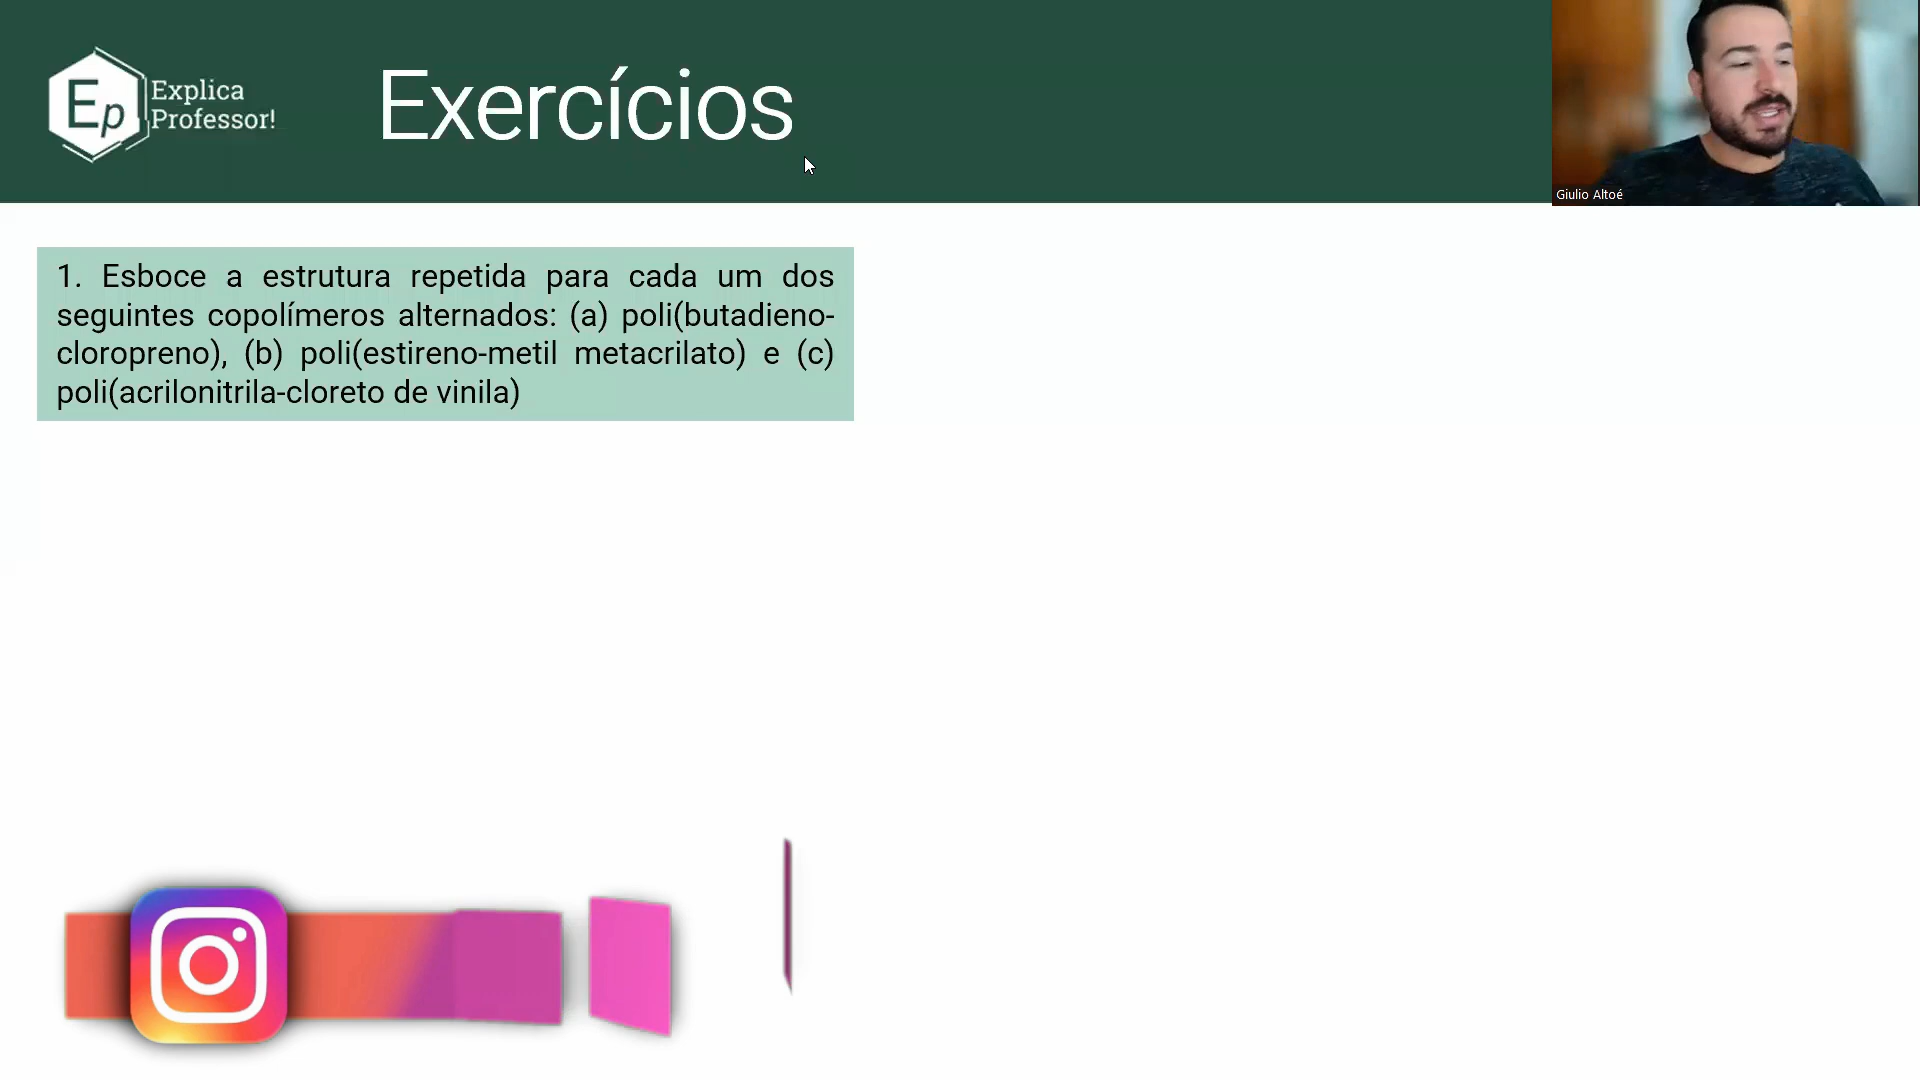 Ep
Explica
Professor!
Exercícios
Giulio Altoé
1. Esboce a estrutura repetida para cada um dos
seguintes copolímeros alternados: (a) poli(butadieno-
cloropreno), (b) poli(estireno-metil metacrilato) e (c)
poli(acrilonitrila-cloreto de vinila)